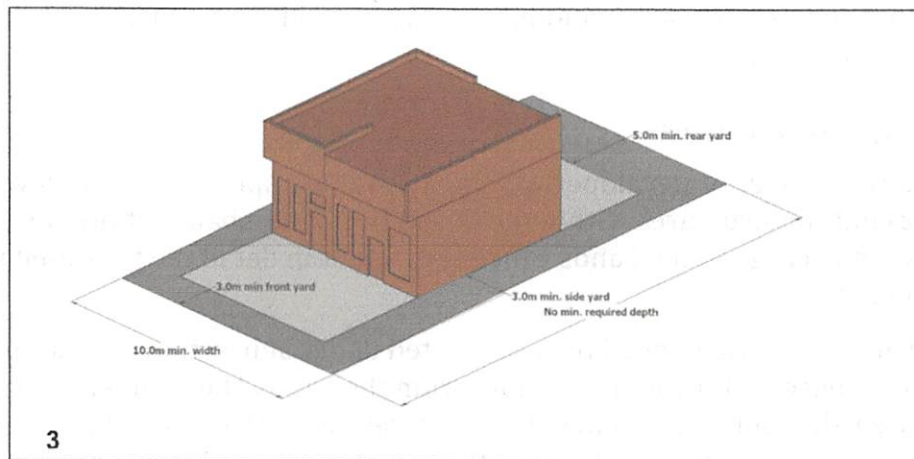 5.0m min. rear yard
3.0m min front yard
3.0m min. side yard
No min. required depth
10.0m min. width
3